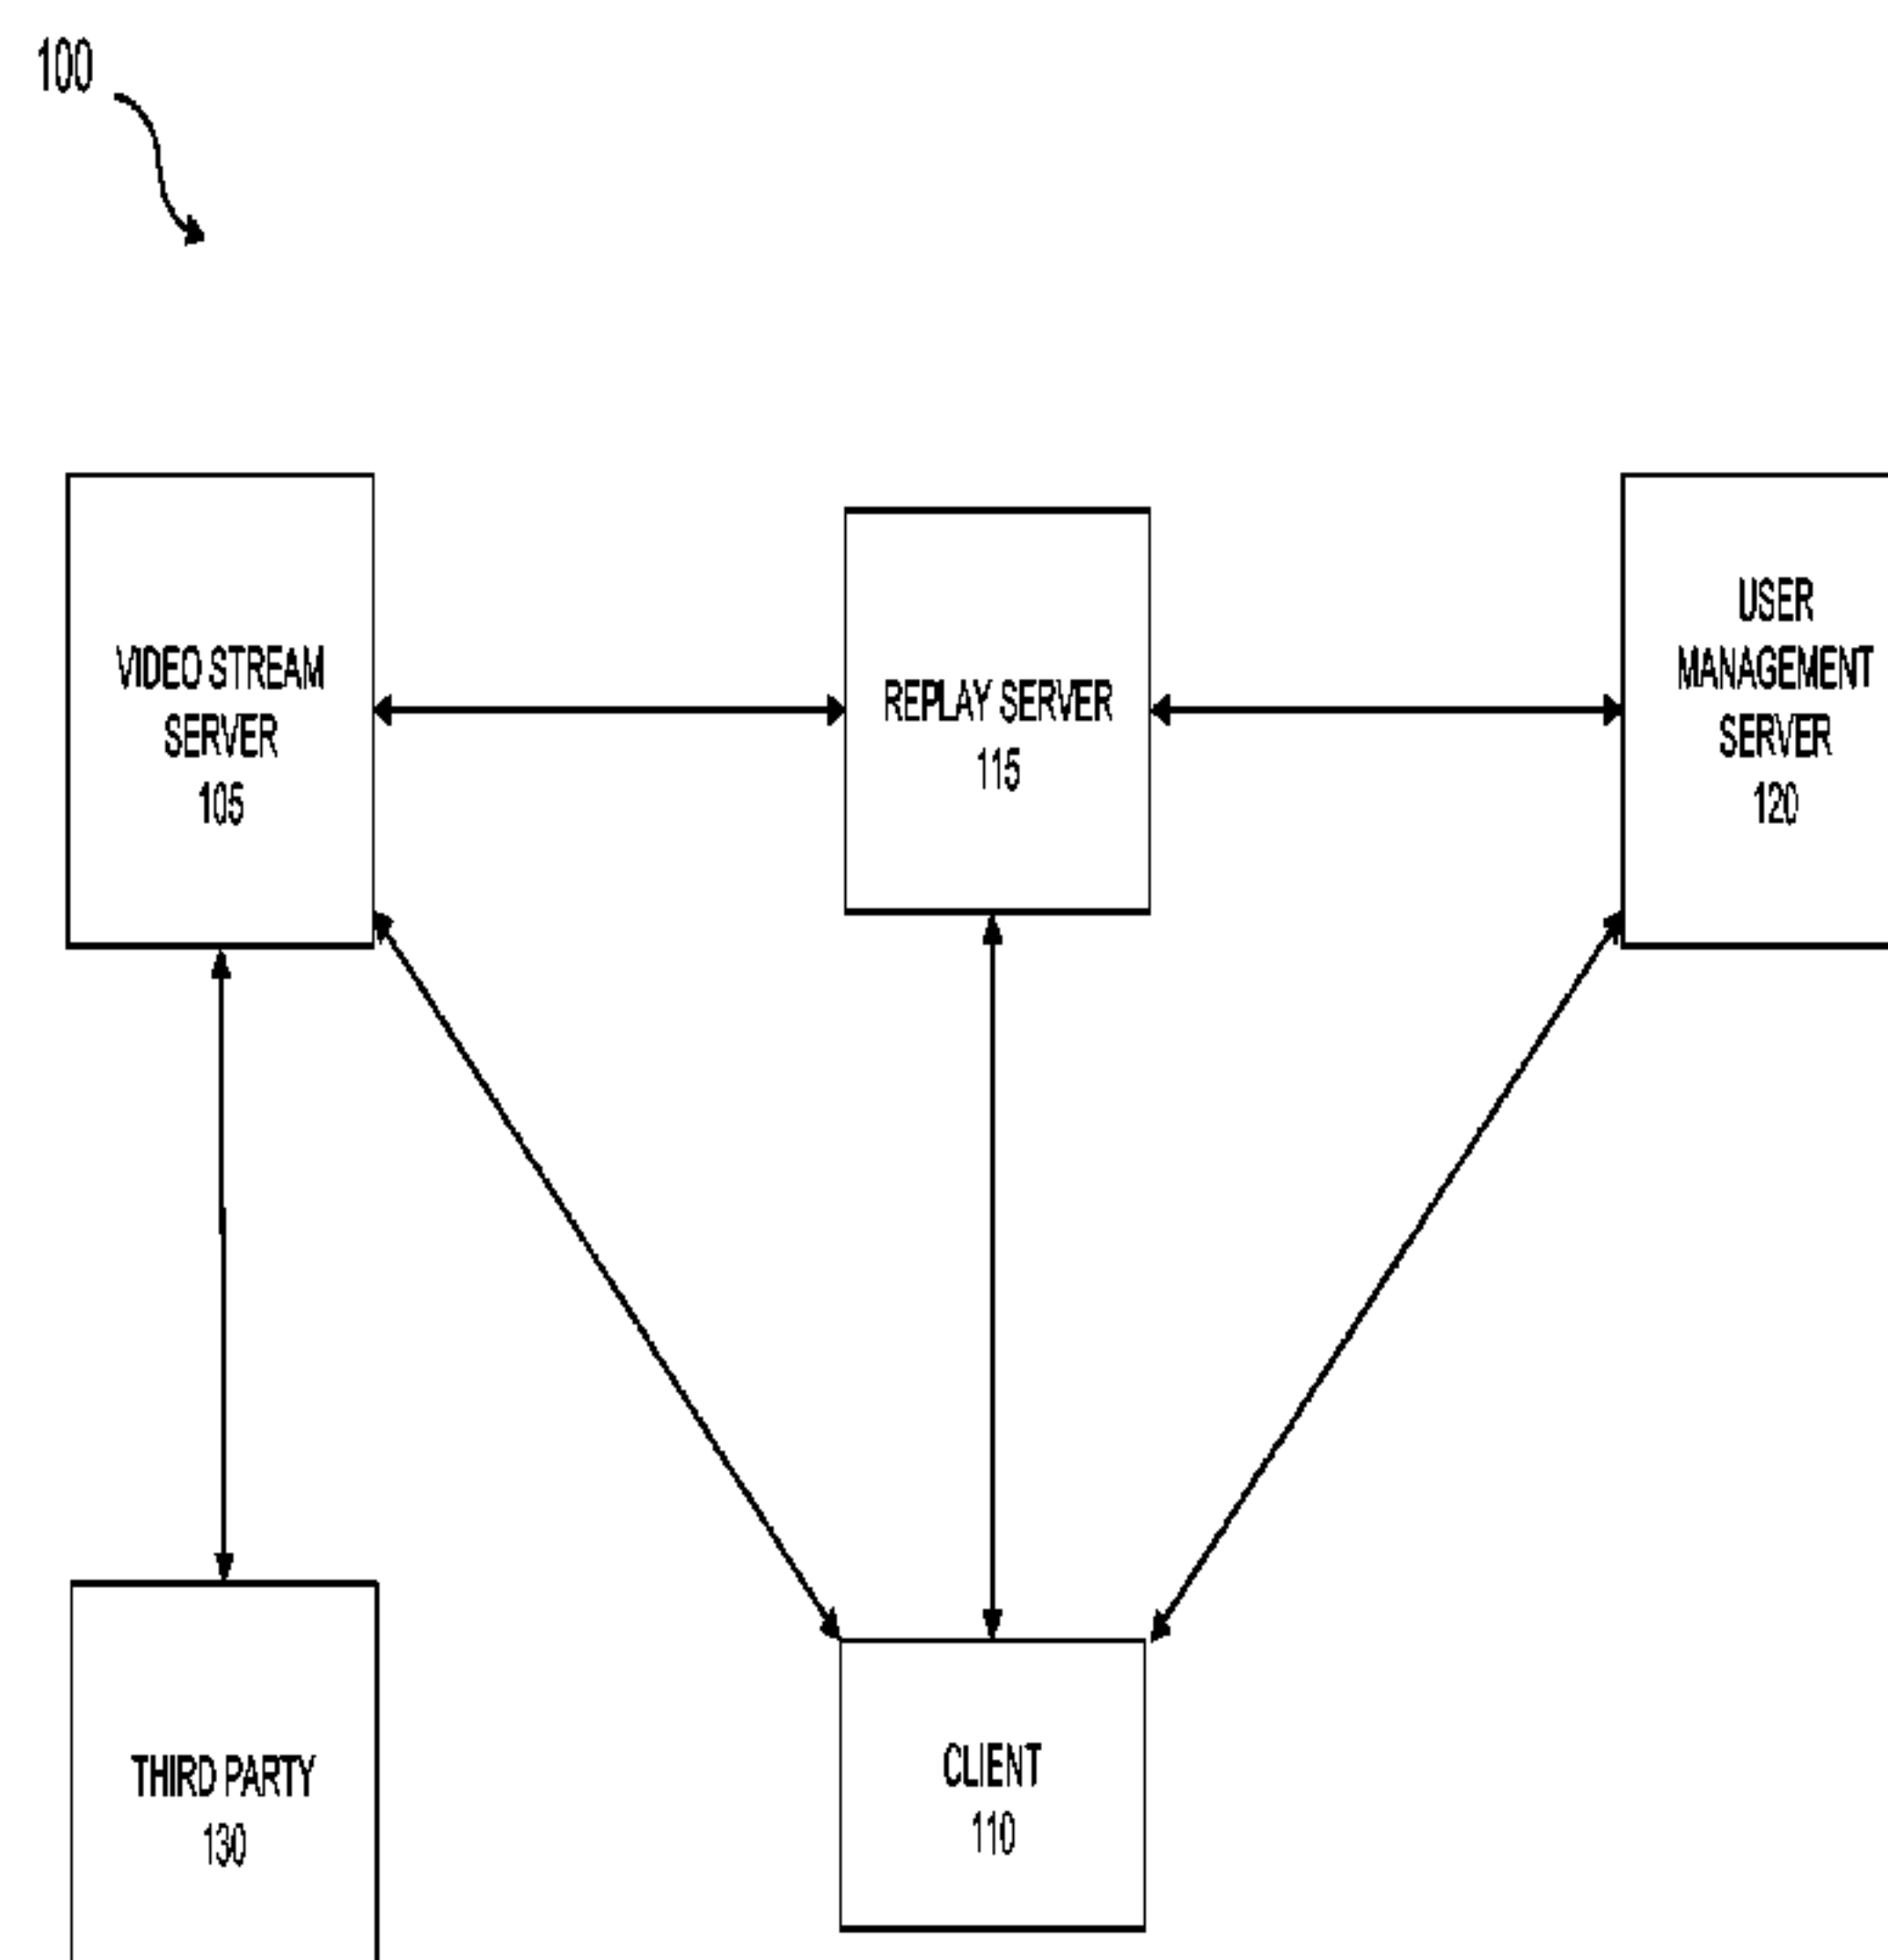 100
VIDEO STREAM
SERVER
105
REPLAY SERVER
115
USER
MANAGEMENT
SERVER
120
THIRD PARTY
130
CLIENT
110